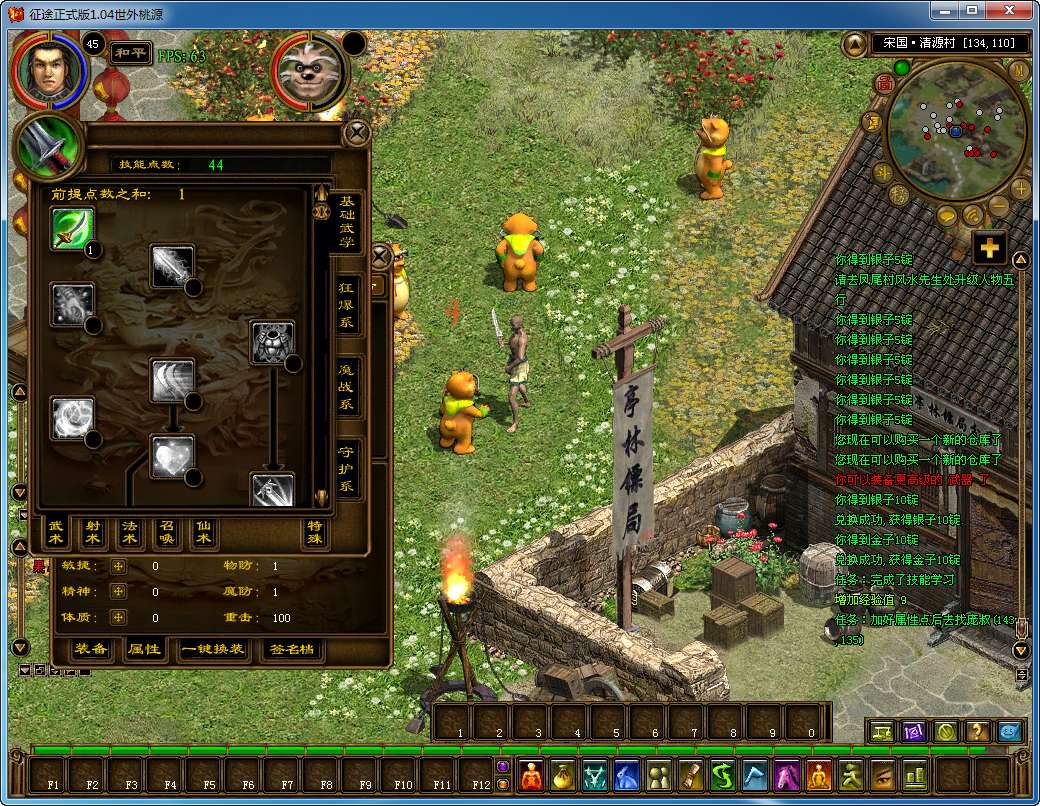 征途正式版1.04世外桃源
45
和平
FPS:63
宋国·清源村 [134,110]
技能点数: 44
前提点数之和: 1
1
基础武学
狂爆系
魔战系
守护系
武术
射术
法术
召唤
仙术
特殊
敏捷: 0 物防: 1
精神: 0 魔防: 1
体质: 0 重击: 100
装备
属性
一键换装
签名档
亭林镖局
你得到银子5锭
请去凤尾村风水先生处升级人物五
行
你得到银子5锭
你得到银子5锭
你得到银子5锭
你得到银子5锭
你得到银子5锭
你得到银子5锭
您现在可以购买一个新的仓库了
您现在可以购买一个新的仓库了
你可以装备更高级的 武器 了
你得到银子10锭
兑换成功,获得银子10锭
你得到金子10锭
兑换成功,获得金子10锭
任务:完成了技能学习
增加经验值 9
任务:加好属性点后去找庞叔(143
,135)
1 2 3 4 5 6 7 8 9 0
F1 F2 F3 F4 F5 F6 F7 F8 F9 F10 F11 F12